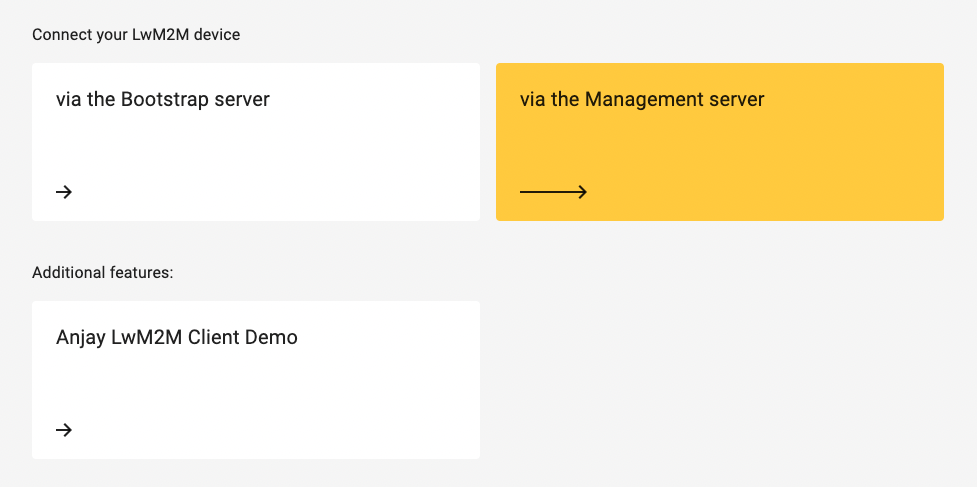 Connect your LwM2M device
via the Bootstrap server
via the Management server
Additional features:
Anjay LwM2M Client Demo